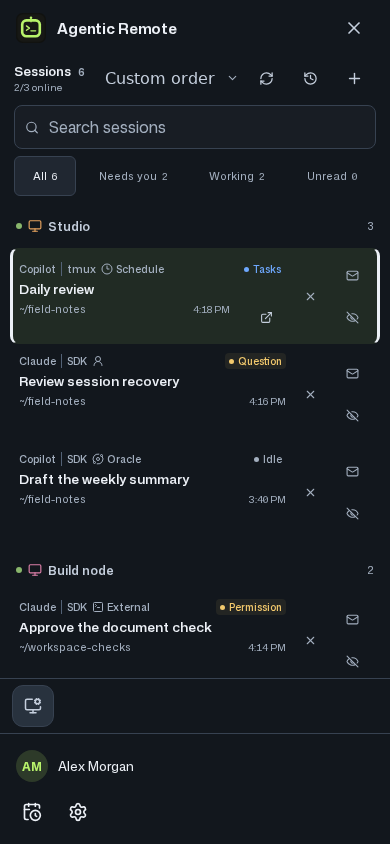 Agentic Remote
Sessions 6
2/3 online
Custom order
Search sessions
All 6
Needs you 2
Working 2
Unread 0
Studio 3
Copilot | tmux Schedule Tasks
Daily review
~/field-notes 4:18 PM
Claude | SDK Question
Review session recovery
~/field-notes 4:16 PM
Copilot | SDK Oracle Idle
Draft the weekly summary
~/field-notes 3:40 PM
Build node 2
Claude | SDK External Permission
Approve the document check
~/workspace-checks 4:14 PM
AM Alex Morgan